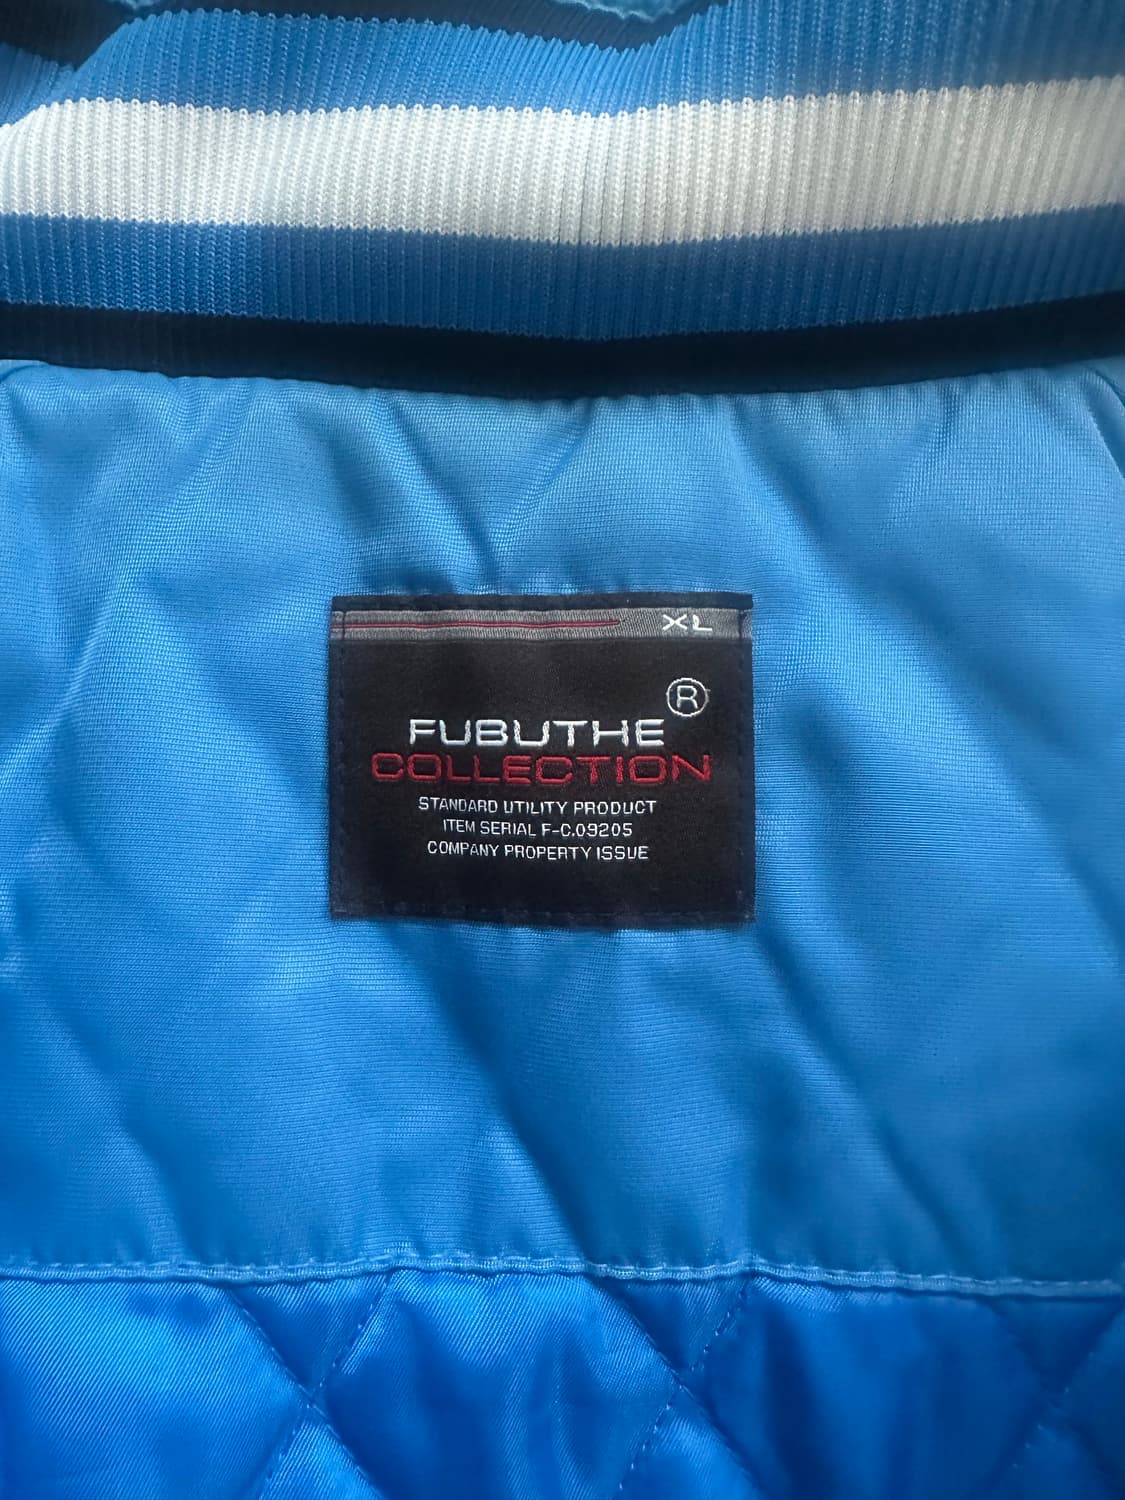 XL
®
FUBUTHE
COLLECTION
STANDARD UTILITY PRODUCT
ITEM SERIAL F-C.09205
COMPANY PROPERTY ISSUE